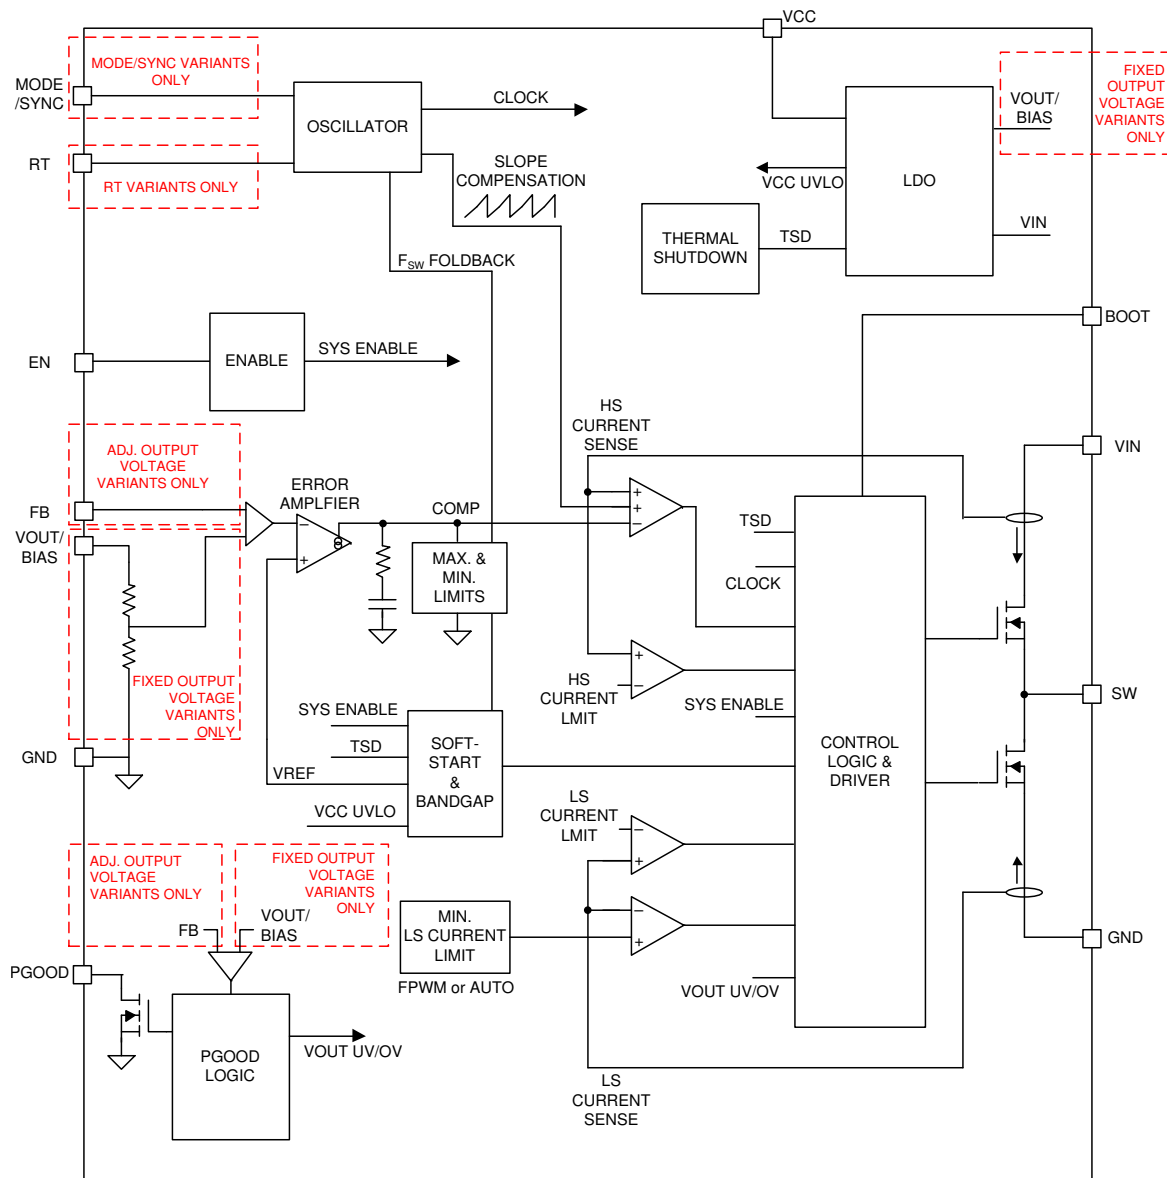 VCC
MODE/SYNC VARIANTS
ONLY
MODE
/SYNC
OSCILLATOR
CLOCK
FIXED
OUTPUT
VOLTAGE
VARIANTS
ONLY
VOUT/
BIAS
RT
RT VARIANTS ONLY
SLOPE
COMPENSATION
VCC UVLO
LDO
THERMAL
SHUTDOWN
TSD
VIN
FSW FOLDBACK
BOOT
EN
ENABLE
SYS ENABLE
HS
CURRENT
SENSE
VIN
ADJ. OUTPUT
VOLTAGE
VARIANTS ONLY
ERROR
AMPLFIER
COMP
FB
VOUT/
BIAS
+
+
−
−
+
MAX. & 
MIN.
LIMITS
TSD
CLOCK
FIXED OUTPUT
VOLTAGE
VARIANTS
ONLY
+
−
HS
CURRENT
LMIT
SYS ENABLE
SW
SYS ENABLE
TSD
VREF
VCC UVLO
SOFT-
START
&
BANDGAP
CONTROL
LOGIC &
DRIVER
GND
LS
CURRENT
LMIT
−
+
ADJ. OUTPUT
VOLTAGE
VARIANTS ONLY
FIXED OUTPUT
VOLTAGE
VARIANTS
ONLY
FB
VOUT/
BIAS
MIN.
LS CURRENT
LIMIT
FPWM or AUTO
−
+
GND
PGOOD
VOUT UV/OV
PGOOD
LOGIC
VOUT UV/OV
LS
CURRENT
SENSE